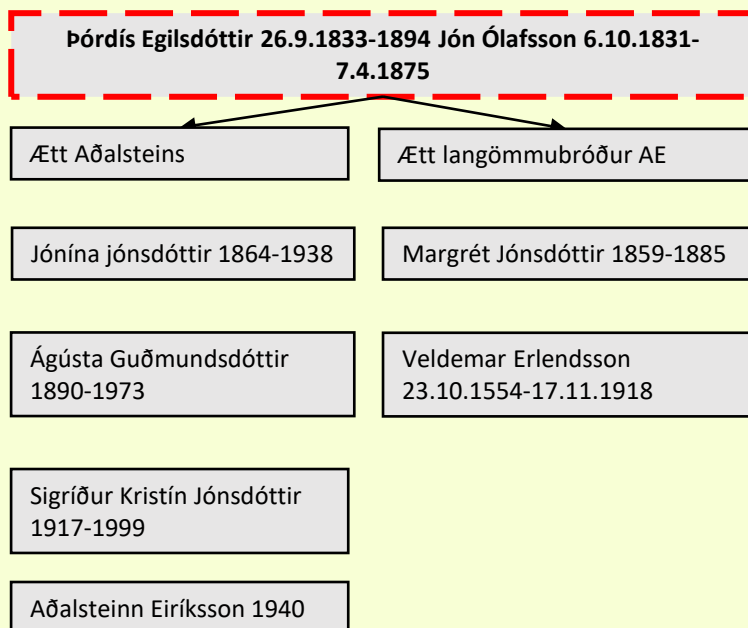 Þórdís Egilsdóttir 26.9.1833-1894 Jón Ólafsson 6.10.1831-
7.4.1875
Ætt Aðalsteins
Ætt langömmubróður AE
Jónína jónsdóttir 1864-1938
Margrét Jónsdóttir 1859-1885
Ágústa Guðmundsdóttir
1890-1973
Veldemar Erlendsson
23.10.1554-17.11.1918
Sigríður Kristín Jónsdóttir
1917-1999
Aðalsteinn Eiríksson 1940